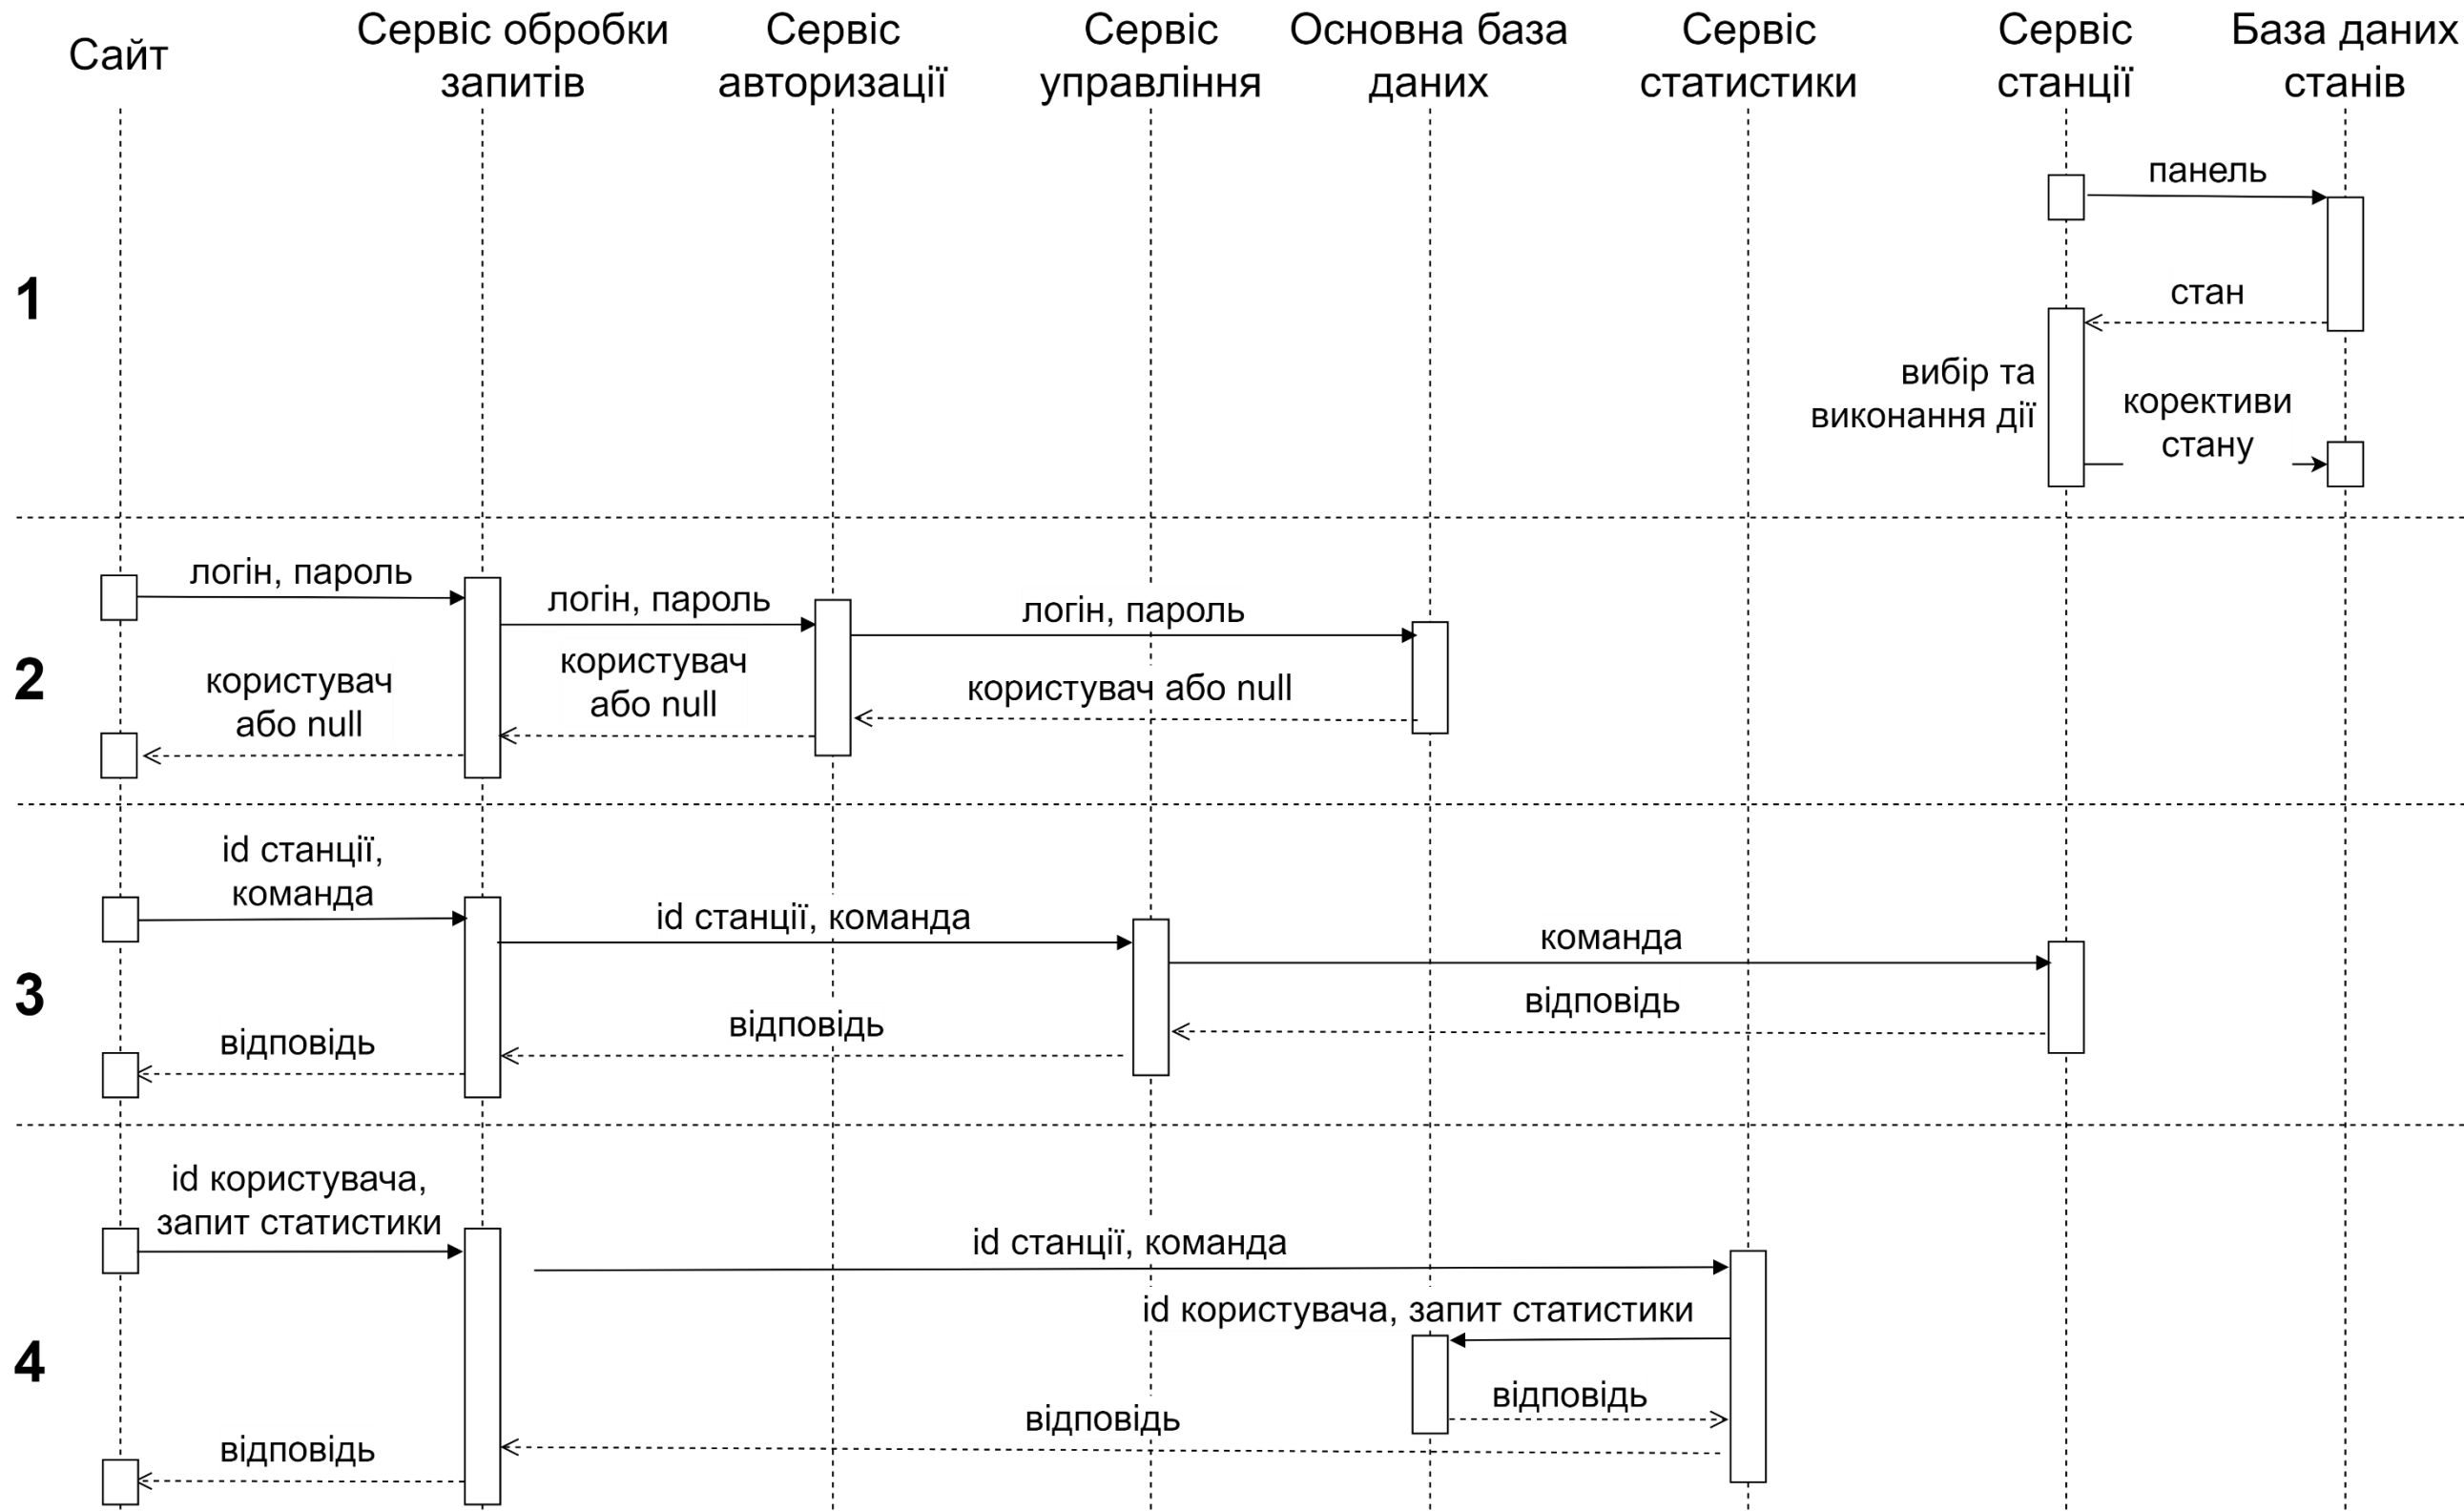 Сайт
Сервіс обробки
запитів
Сервіс
авторизації
Сервіс
управління
Основна база
даних
Сервіс
статистики
Сервіс
станції
База даних
станів
1
панель
стан
вибір та
виконання дії
корективи
стану
2
логін, пароль
логін, пароль
логін, пароль
користувач
або null
користувач
або null
користувач або null
3
id станції,
команда
id станції, команда
команда
відповідь
відповідь
відповідь
4
id користувача,
запит статистики
id станції, команда
id користувача, запит статистики
відповідь
відповідь
відповідь